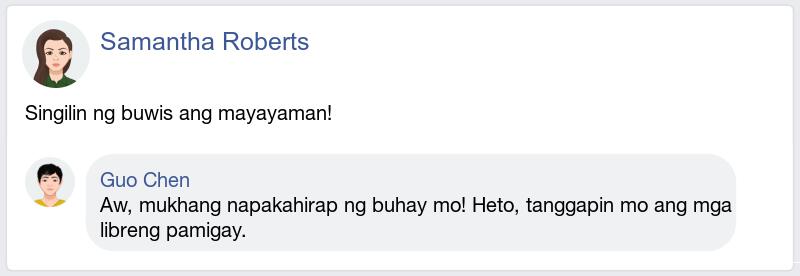 Samantha Roberts
Singilin ng buwis ang mayayaman!
Guo Chen
Aw, mukhang napakahirap ng buhay mo! Heto, tanggapin mo ang mga
libreng pamigay.